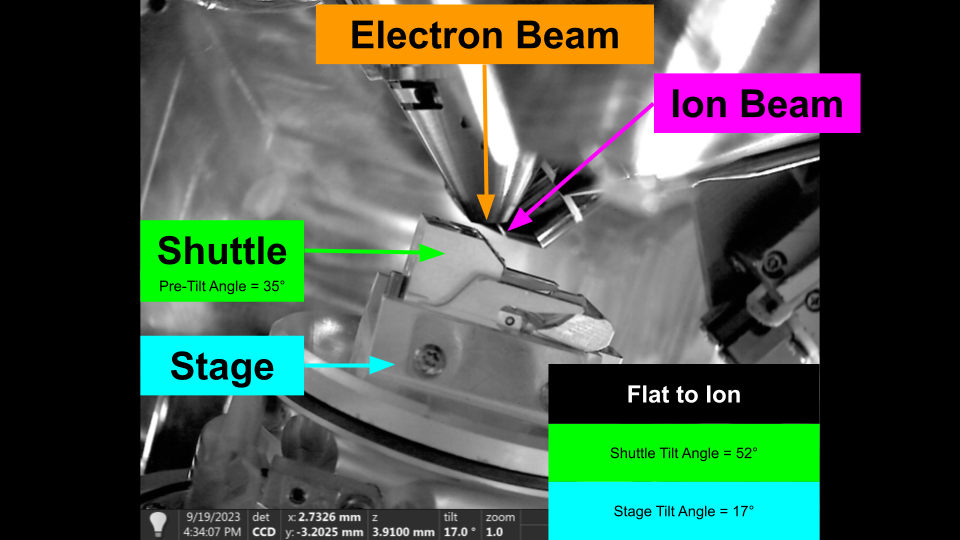 Electron Beam
Ion Beam
Shuttle
Pre-Tilt Angle = 35°
Stage
Flat to Ion
Shuttle Tilt Angle = 52°
Stage Tilt Angle = 17°
9/19/2023 det x: 2.7326 mm z tilt zoom
4:34:07 PM CCD y: -3.2025 mm 3.9100 mm 17.0 ° 1.0